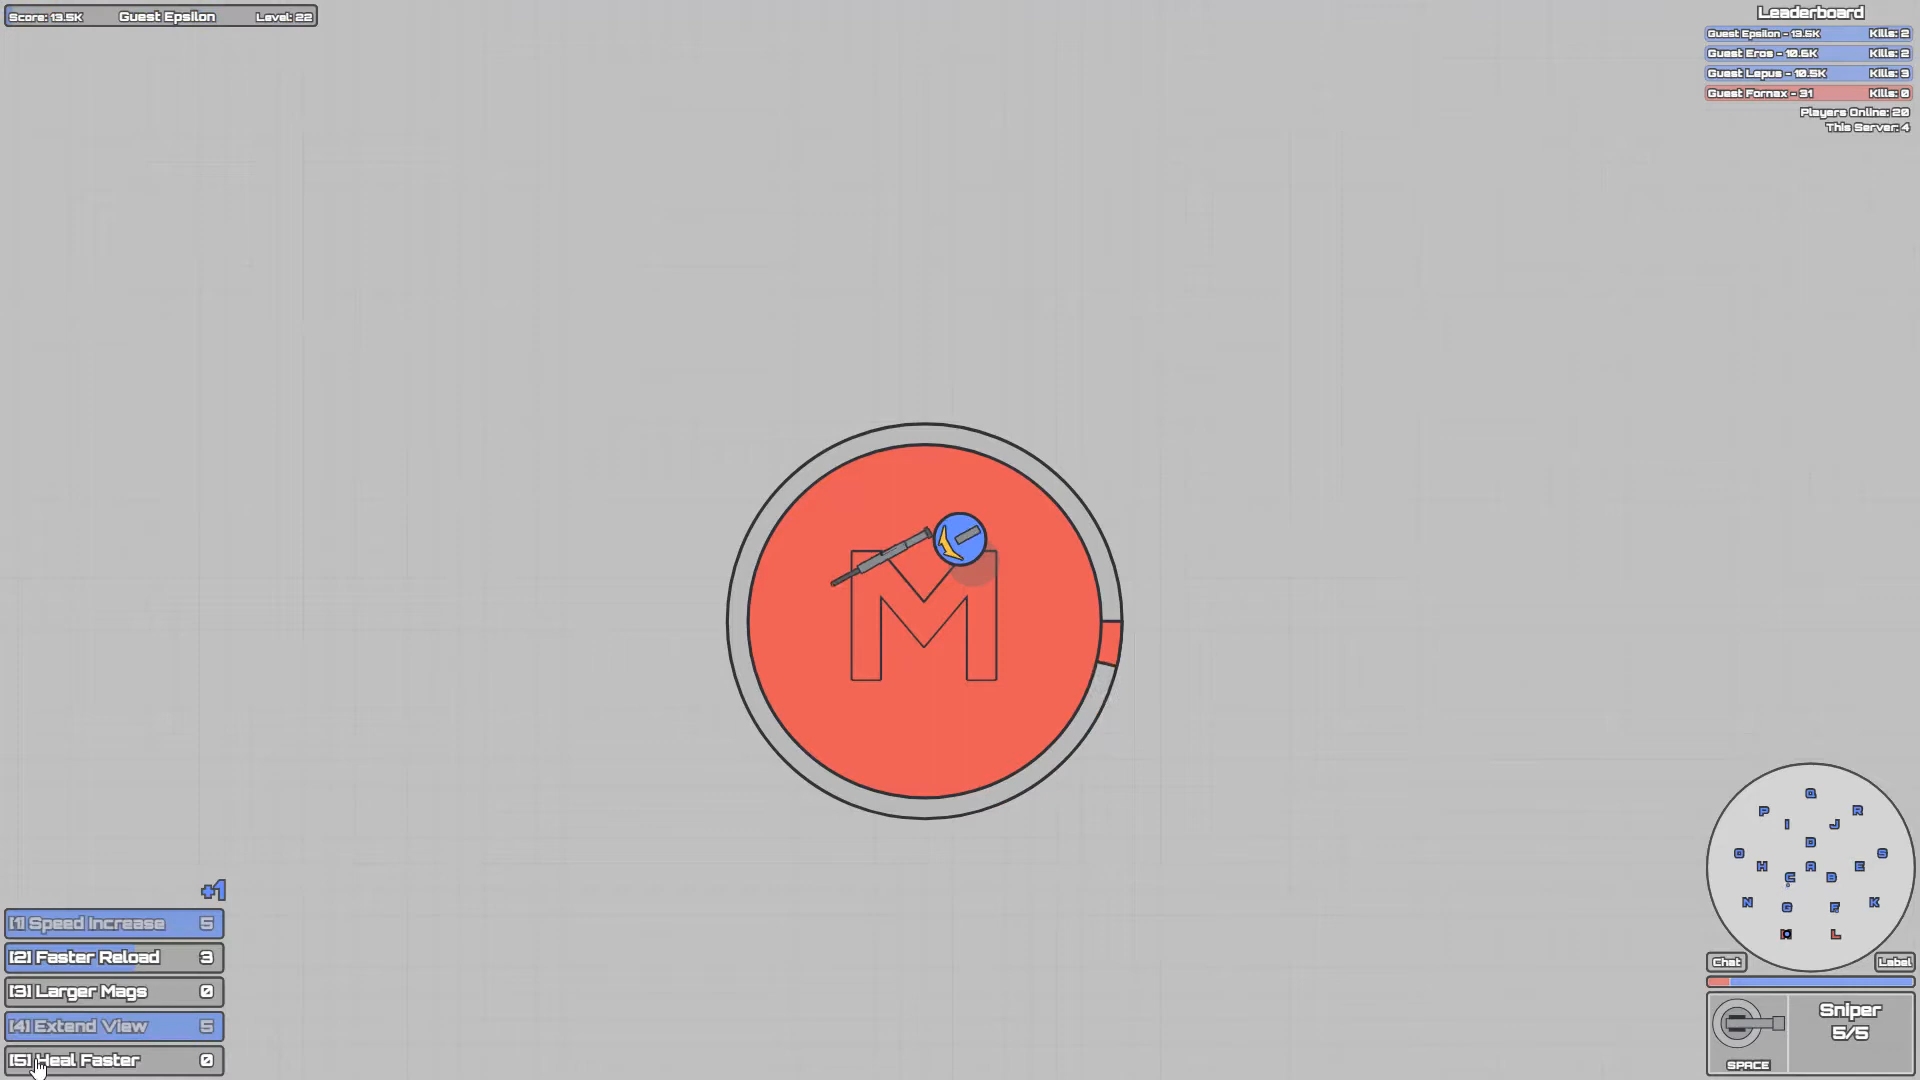 Score: 13.5K Guest Epsilon Level: 22
Leaderboard
Guest Epsilon - 13.5K Kills: 2
Guest Eros - 10.6K Kills: 2
Guest Lepus - 10.5K Kills: 3
Guest Fornax - 31 Kills: 0
Players Online: 20
This Server: 4
M
+1
[1] Speed Increase 5
[2] Faster Reload 3
[3] Larger Mags 0
[4] Extend View 5
[5] Heal Faster 0
Q
P R
I J
D
O S
H A E
C B
N K
G F
L
Chat Label
Sniper
5/5
SPACE